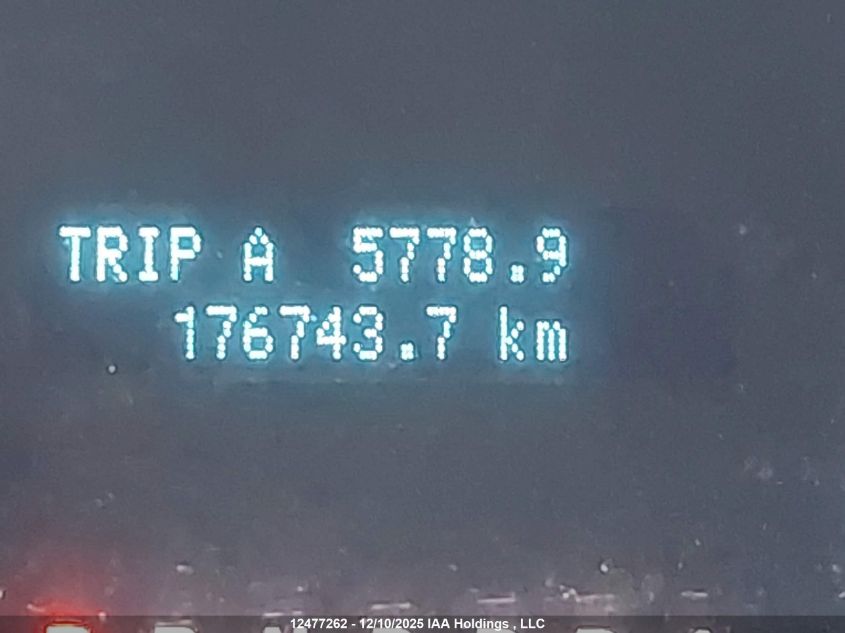 TRIP A 5778.9
176743.7 km
12477262 - 12/10/2025 IAA Holdings , LLC